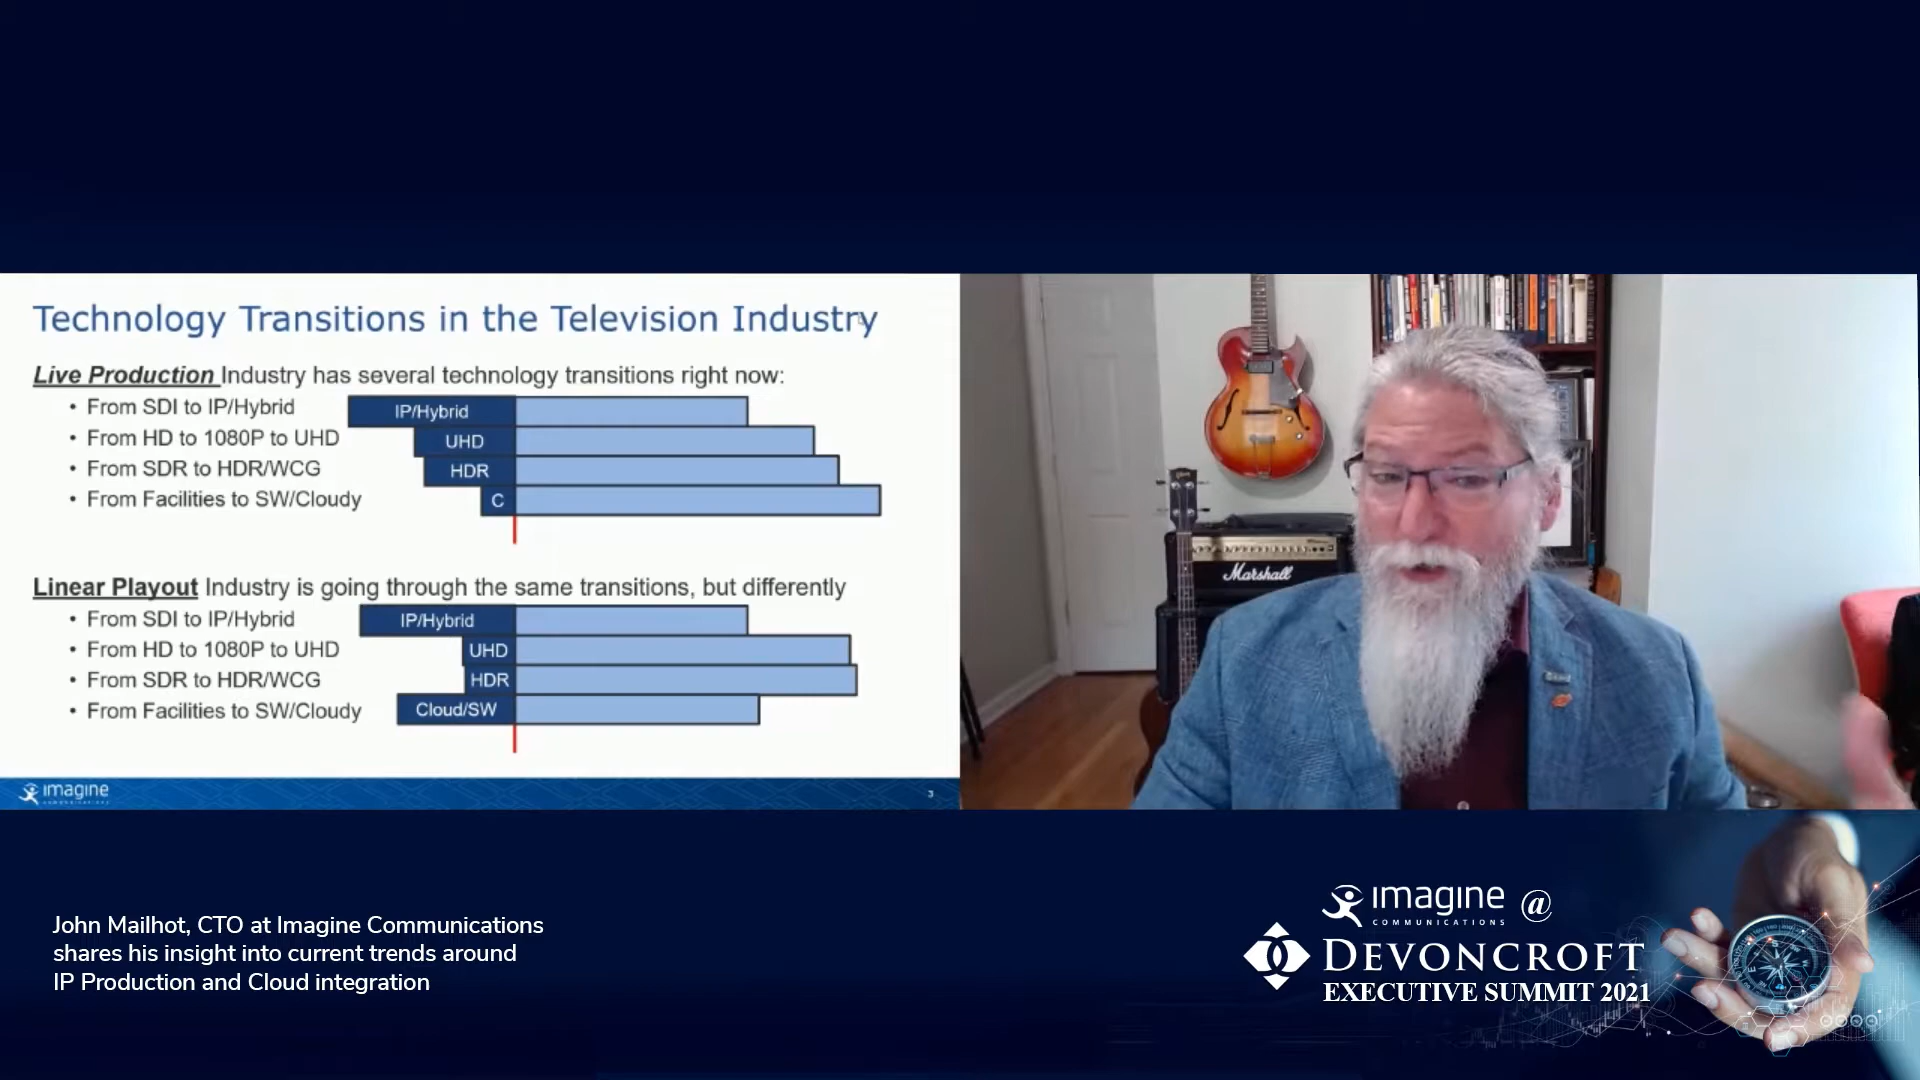 Technology Transitions in the Television Industry
Live Production Industry has several technology transitions right now:
• From SDI to IP/Hybrid
• From HD to 1080P to UHD
• From SDR to HDR/WCG
• From Facilities to SW/Cloudy
IP/Hybrid
UHD
HDR
C
Linear Playout Industry is going through the same transitions, but differently
• From SDI to IP/Hybrid
• From HD to 1080P to UHD
• From SDR to HDR/WCG
• From Facilities to SW/Cloudy
IP/Hybrid
UHD
HDR
Cloud/SW
imagine
COMMUNICATIONS
3
Marshall
John Mailhot, CTO at Imagine Communications
shares his insight into current trends around
IP Production and Cloud integration
imagine @
COMMUNICATIONS
DEVONCROFT
EXECUTIVE SUMMIT 2021